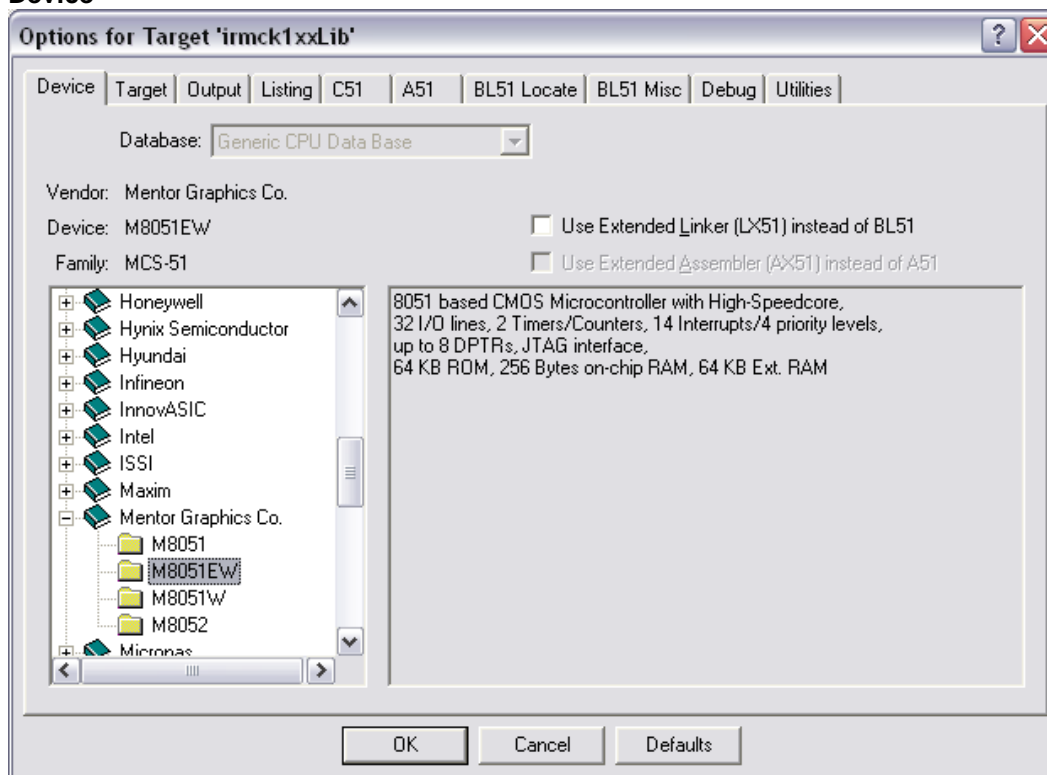 Device
Options for Target 'irmck1xxLib'
Device Target Output Listing C51 A51 BL51 Locate BL51 Misc Debug Utilities
Database: Generic CPU Data Base
Vendor: Mentor Graphics Co.
Device: M8051EW
Use Extended Linker (LX51) instead of BL51
Family: MCS-51
Use Extended Assembler (AX51) instead of A51
Honeywell
Hynix Semiconductor
Hyundai
Infineon
InnovASIC
Intel
ISSI
Maxim
Mentor Graphics Co.
M8051
M8051EW
M8051W
M8052
Micronas
8051 based CMOS Microcontroller with High-Speedcore,
32 I/O lines, 2 Timers/Counters, 14 Interrupts/4 priority levels,
up to 8 DPTRs, JTAG interface,
64 KB ROM, 256 Bytes on-chip RAM, 64 KB Ext. RAM
OK Cancel Defaults